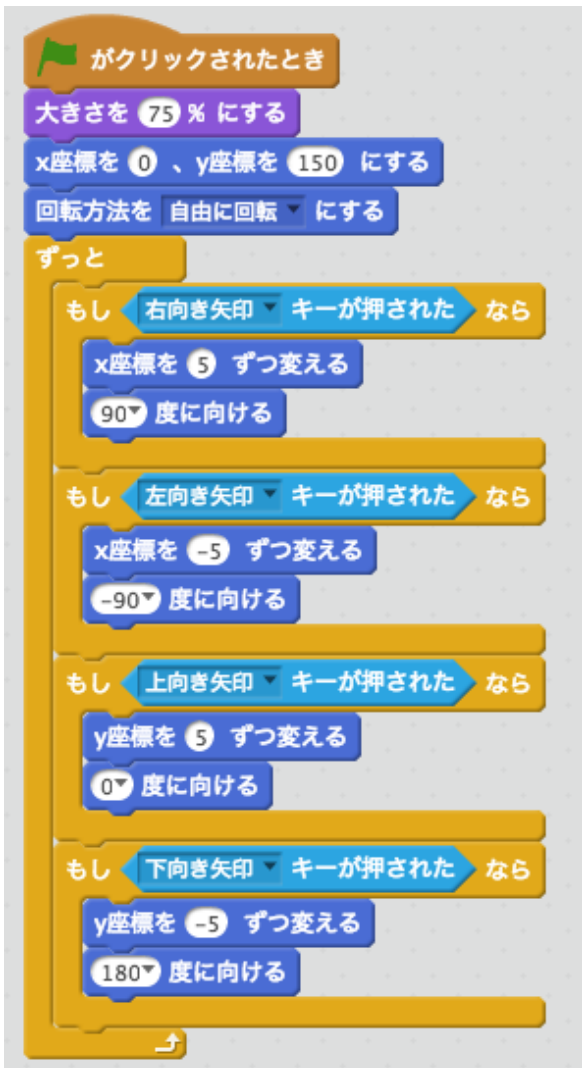 がクリックされたとき
大きさを 75 % にする
x座標を 0 、y座標を 150 にする
回転方法を 自由に回転 にする
ずっと
もし 右向き矢印 キーが押された なら
x座標を 5 ずつ変える
90 度に向ける
もし 左向き矢印 キーが押された なら
x座標を -5 ずつ変える
-90 度に向ける
もし 上向き矢印 キーが押された なら
y座標を 5 ずつ変える
0 度に向ける
もし 下向き矢印 キーが押された なら
y座標を -5 ずつ変える
180 度に向ける